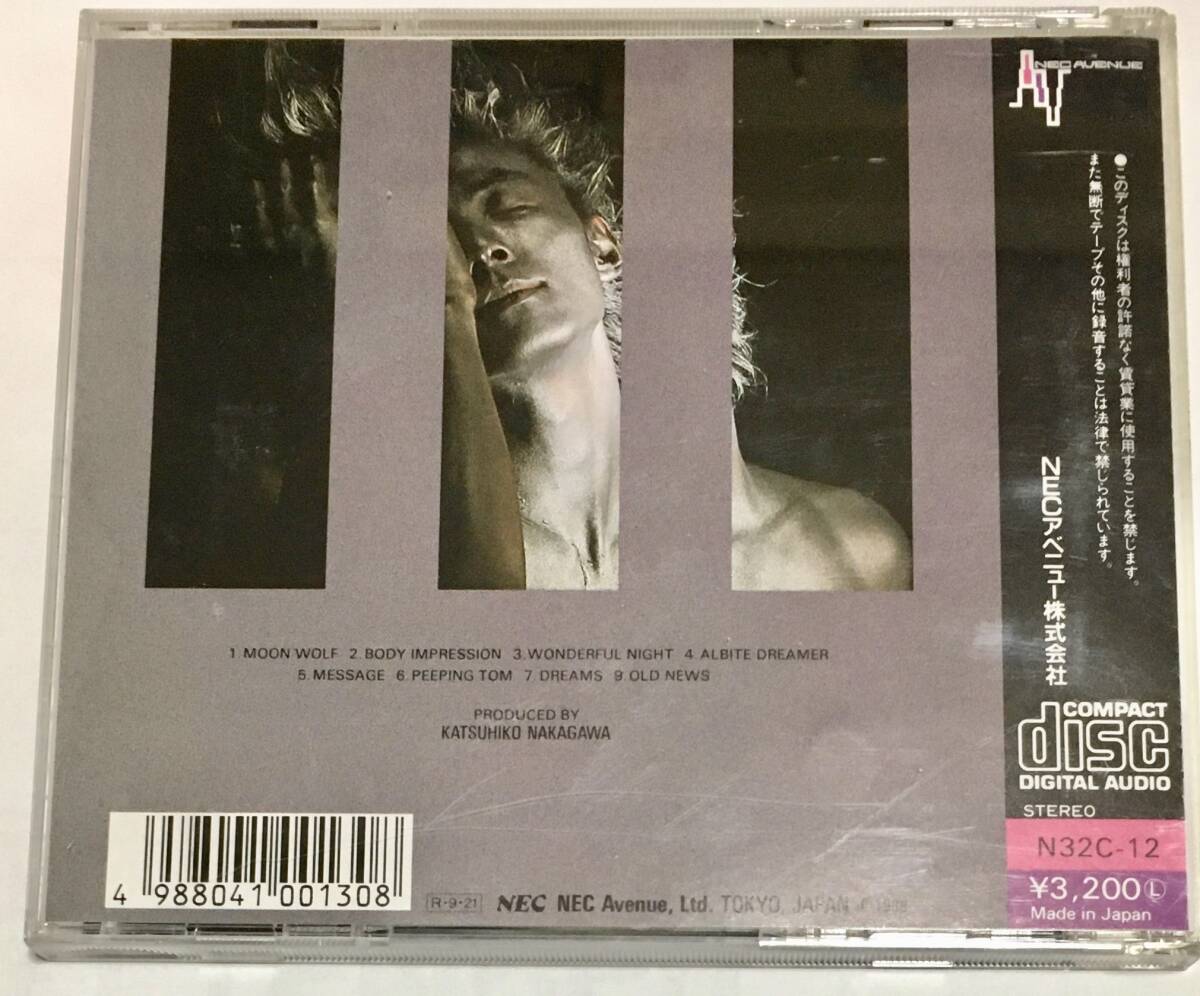 NEC AVENUE
●このディスクは権利者の許諾なく賃貸業に使用することを禁じます。
また無断でテープその他に録音することは法律で禁じられています。
NECアベニュー株式会社
1 MOON WOLF 2. BODY IMPRESSION 3. WONDERFUL NIGHT 4. ALBITE DREAMER
5. MESSAGE 6. PEEPING TOM 7 DREAMS 8. OLD NEWS
PRODUCED BY
KATSUHIKO NAKAGAWA
COMPACT
disc
DIGITAL AUDIO
STEREO
N32C-12
¥3,200Ⓛ
Made in Japan
4 988041 001308
R-9-21 NEC NEC Avenue, Ltd. TOKYO, JAPAN